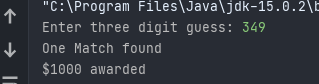 "C:\Program Files\Java\jdk-15.0.2\b
Enter three digit guess: 349
One Match found
$1000 awarded